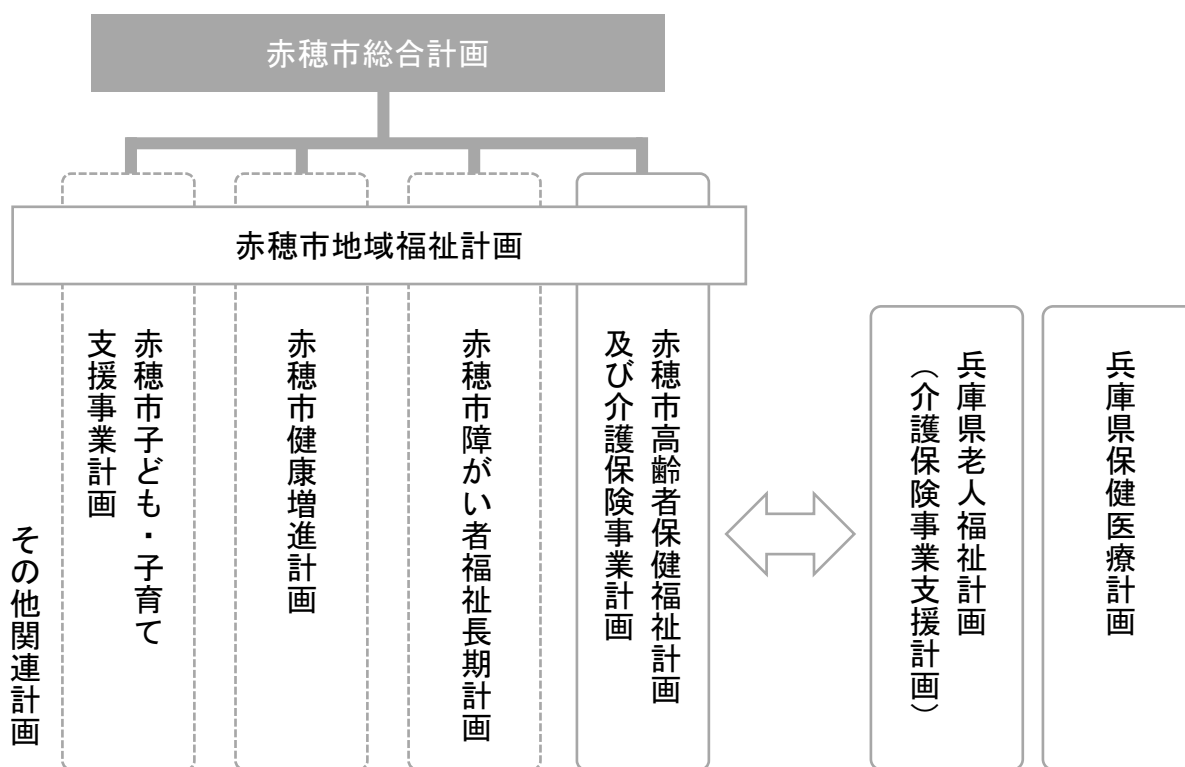 赤穂市総合計画
赤穂市地域福祉計画
赤穂市子ども・子育て
支援事業計画
赤穂市健康増進計画
赤穂市障がい者福祉長期計画
赤穂市高齢者保健福祉計画
及び介護保険事業計画
兵庫県老人福祉計画
（介護保険事業支援計画）
兵庫県保健医療計画
その他関連計画